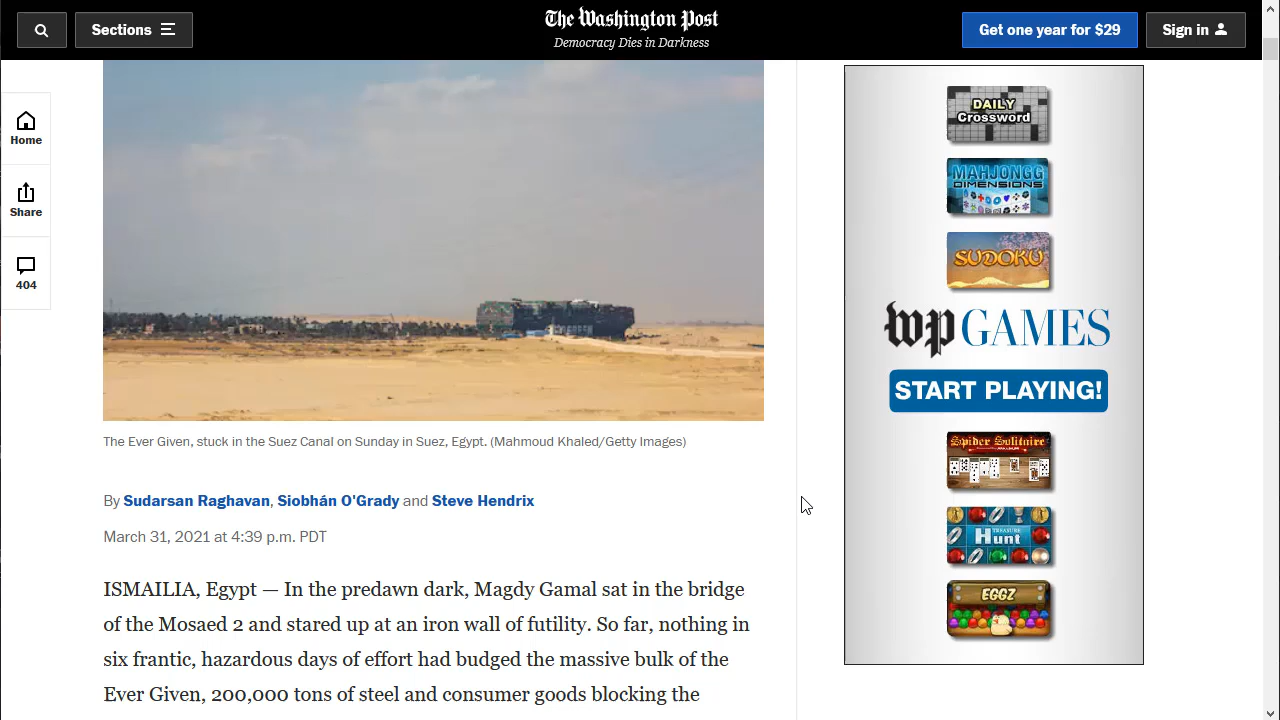 Sections
The Washington Post
Democracy Dies in Darkness
Get one year for $29
Sign in
Home
Share
404
The Ever Given, stuck in the Suez Canal on Sunday in Suez, Egypt. (Mahmoud Khaled/Getty Images)
By Sudarsan Raghavan, Siobhán O'Grady and Steve Hendrix
March 31, 2021 at 4:39 p.m. PDT
ISMAILIA, Egypt — In the predawn dark, Magdy Gamal sat in the bridge
of the Mosaed 2 and stared up at an iron wall of futility. So far, nothing in
six frantic, hazardous days of effort had budged the massive bulk of the
Ever Given, 200,000 tons of steel and consumer goods blocking the
DAILY
Crossword
MAHJONGG
DIMENSIONS
SUDOKU
wp GAMES
START PLAYING!
Spider Solitaire
TREASURE
Hunt
EGGZ